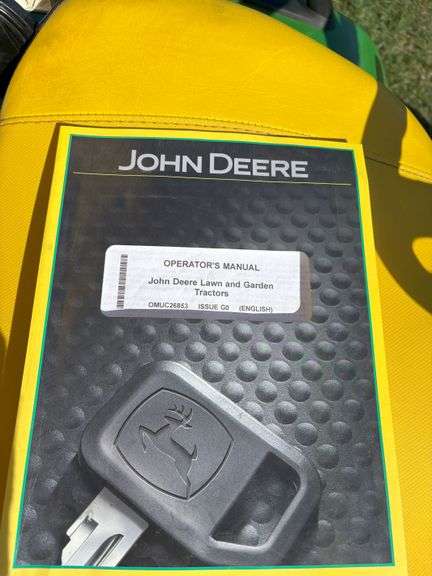 JOHN DEERE
OPERATOR'S MANUAL
John Deere Lawn and Garden
Tractors
OMUC26853 ISSUE G0 (ENGLISH)